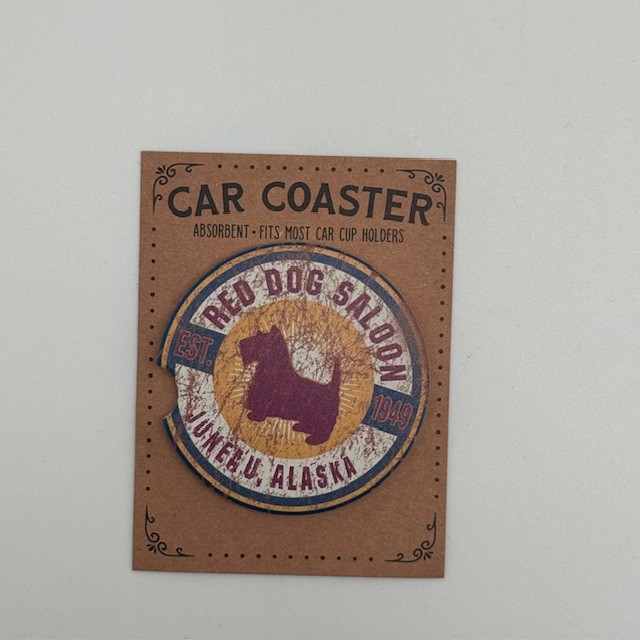 CAR COASTER
ABSORBENT • FITS MOST CAR CUP HOLDERS
RED DOG SALOON
EST. 1949
JUNEAU, ALASKA